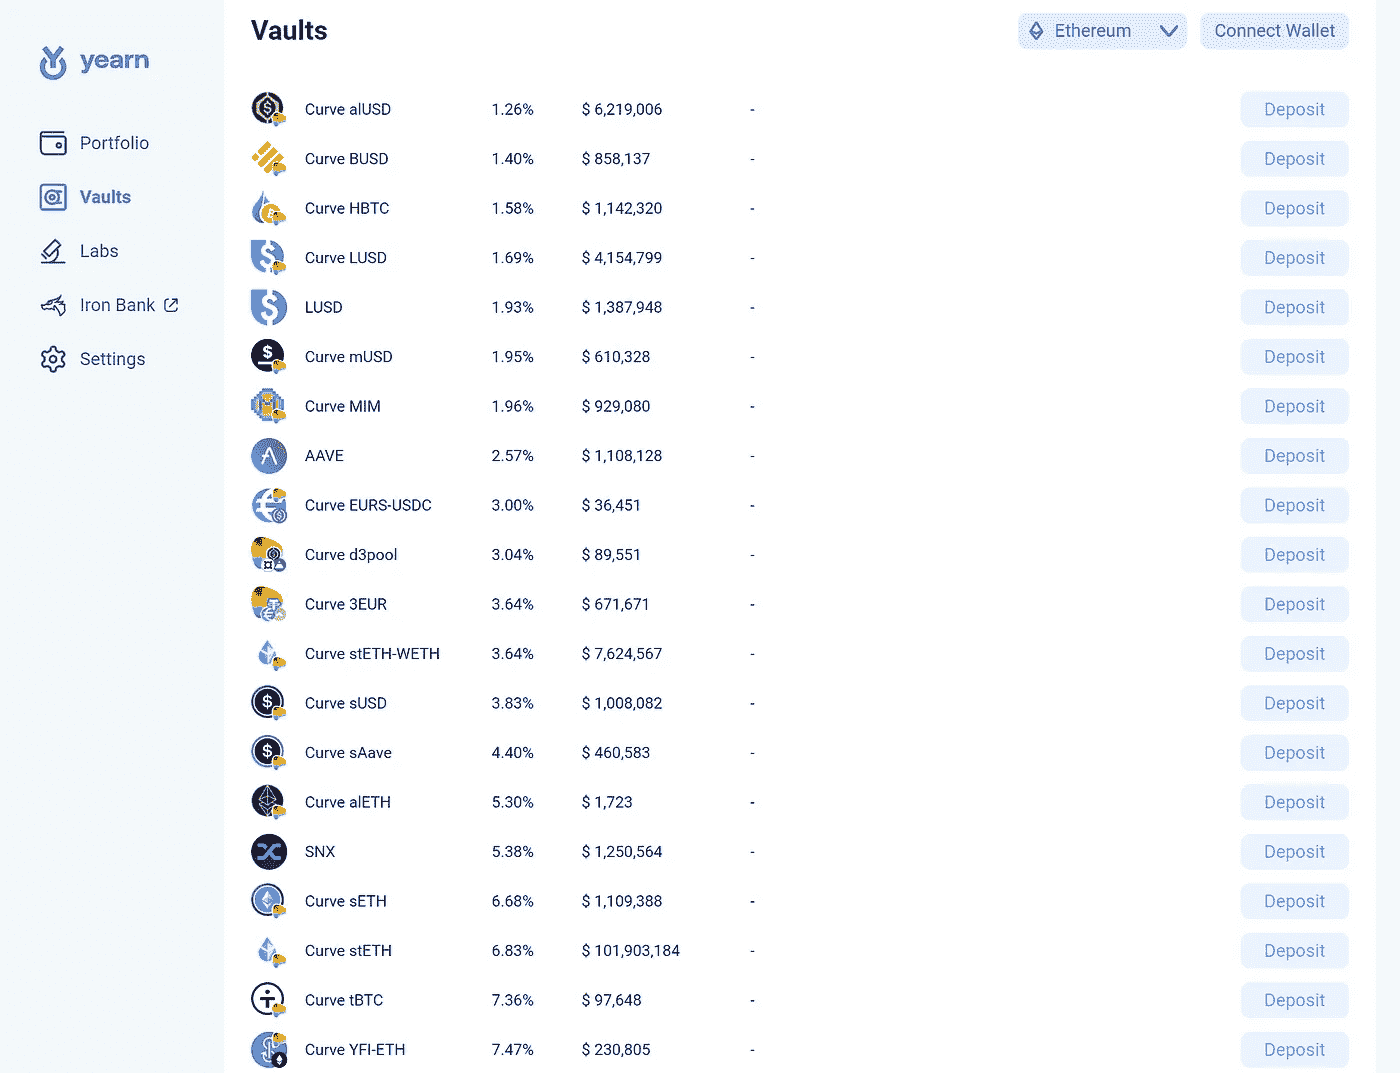 Vaults
Ethereum
Connect Wallet
yearn
Portfolio
Vaults
Labs
Iron Bank
Settings
Curve alUSD 1.26% $ 6,219,006 - Deposit
Curve BUSD 1.40% $ 858,137 - Deposit
Curve HBTC 1.58% $ 1,142,320 - Deposit
Curve LUSD 1.69% $ 4,154,799 - Deposit
LUSD 1.93% $ 1,387,948 - Deposit
Curve mUSD 1.95% $ 610,328 - Deposit
Curve MIM 1.96% $ 929,080 - Deposit
AAVE 2.57% $ 1,108,128 - Deposit
Curve EURS-USDC 3.00% $ 36,451 - Deposit
Curve d3pool 3.04% $ 89,551 - Deposit
Curve 3EUR 3.64% $ 671,671 - Deposit
Curve stETH-WETH 3.64% $ 7,624,567 - Deposit
Curve sUSD 3.83% $ 1,008,082 - Deposit
Curve sAave 4.40% $ 460,583 - Deposit
Curve alETH 5.30% $ 1,723 - Deposit
SNX 5.38% $ 1,250,564 - Deposit
Curve sETH 6.68% $ 1,109,388 - Deposit
Curve stETH 6.83% $ 101,903,184 - Deposit
Curve tBTC 7.36% $ 97,648 - Deposit
Curve YFI-ETH 7.47% $ 230,805 - Deposit